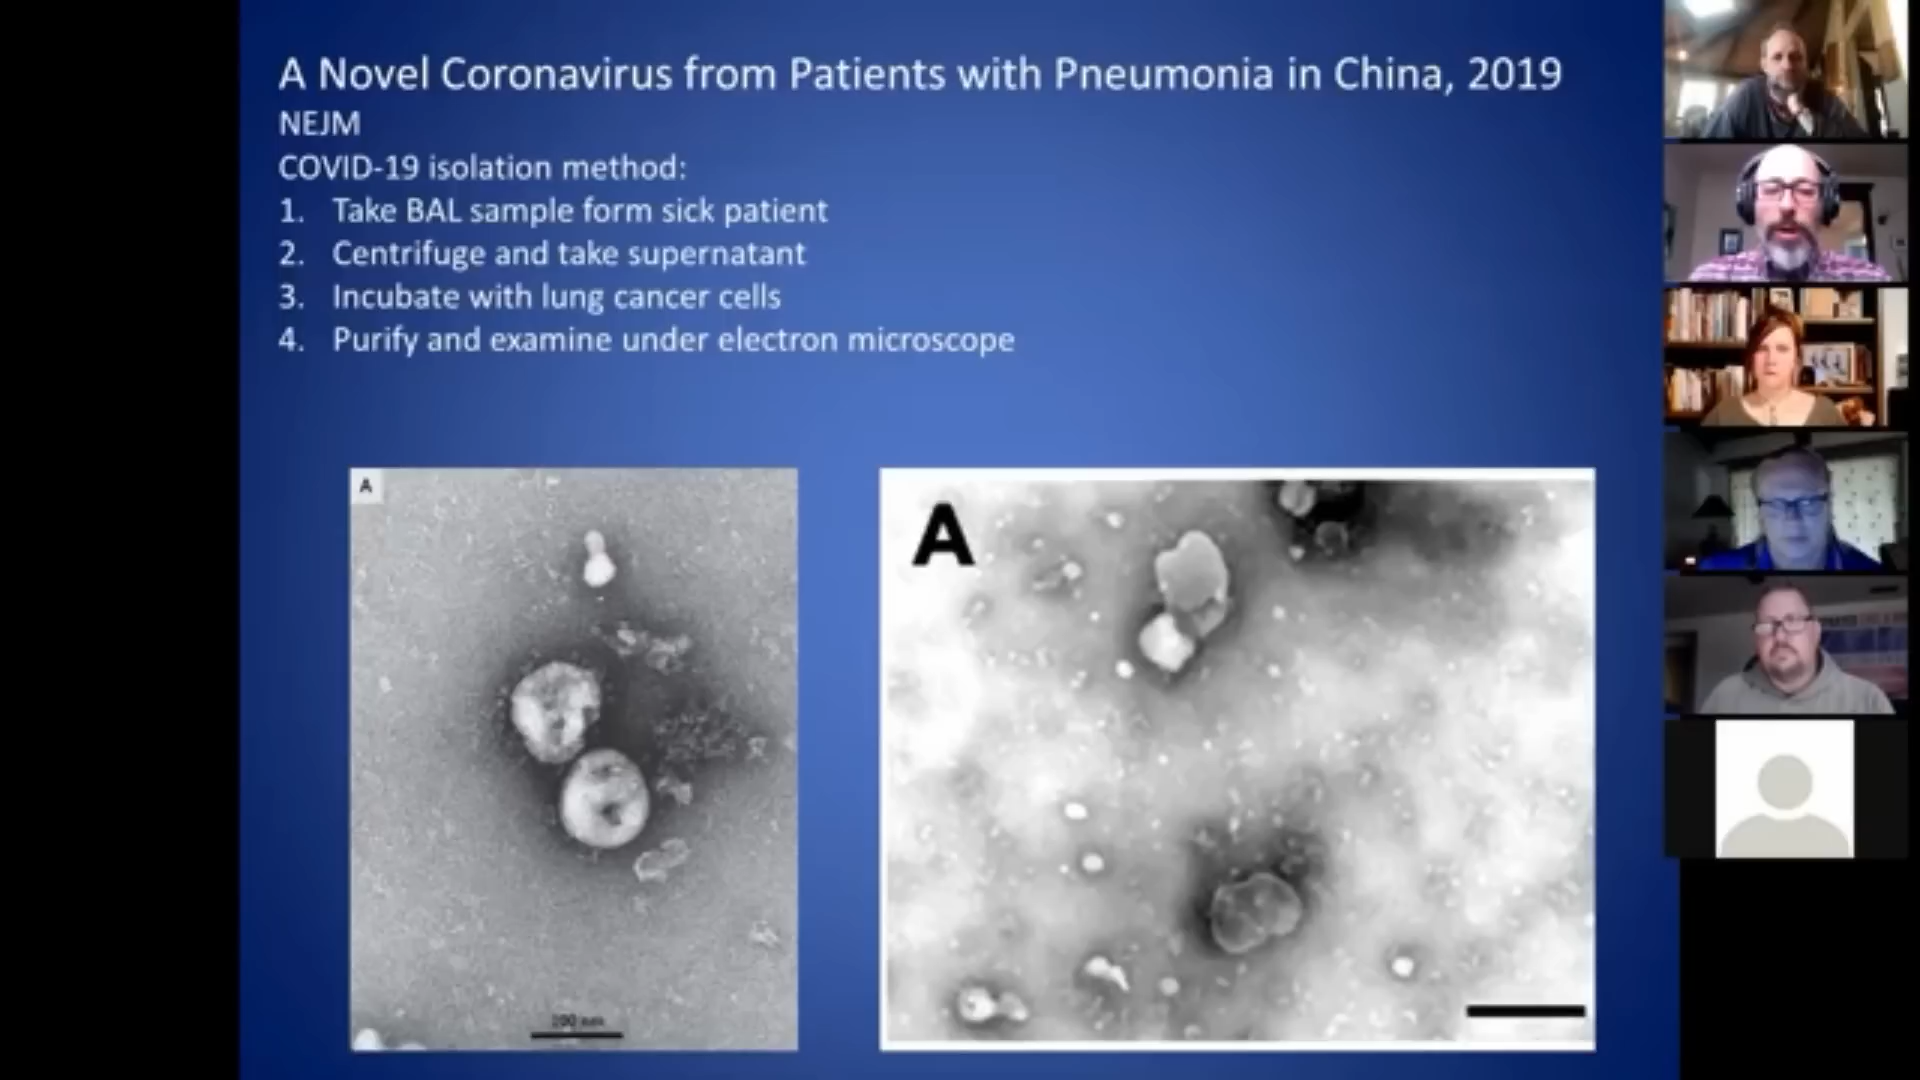 A Novel Coronavirus from Patients with Pneumonia in China, 2019
NEJM
COVID-19 isolation method:
1. Take BAL sample form sick patient
2. Centrifuge and take supernatant
3. Incubate with lung cancer cells
4. Purify and examine under electron microscope
A
A
100 nm